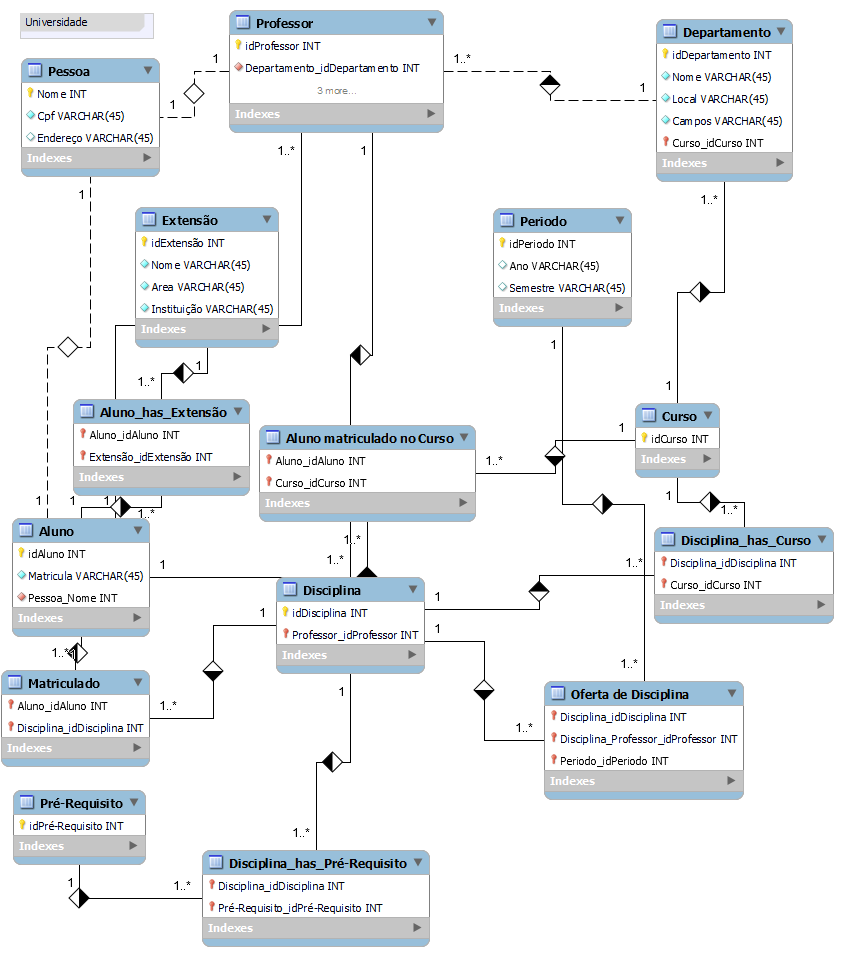 Universidade
Professor
idProfessor INT
Departamento_idDepartamento INT
3 more...
Indexes
Departamento
idDepartamento INT
Nome VARCHAR(45)
Local VARCHAR(45)
Campos VARCHAR(45)
Curso_idCurso INT
Indexes
Pessoa
Nome INT
Cpf VARCHAR(45)
Endereço VARCHAR(45)
Indexes
1
1
1..*
1
1
1..*
1
1..*
Extensão
idExtensão INT
Nome VARCHAR(45)
Area VARCHAR(45)
Instituição VARCHAR(45)
Indexes
Periodo
idPeriodo INT
Ano VARCHAR(45)
Semestre VARCHAR(45)
Indexes
1
1..*
1
1
Aluno_has_Extensão
Aluno_idAluno INT
Extensão_idExtensão INT
Indexes
Aluno matriculado no Curso
Aluno_idAluno INT
Curso_idCurso INT
Indexes
Curso
idCurso INT
Indexes
1
1..*
1
1..*
1
1
1
1..*
Aluno
idAluno INT
Matricula VARCHAR(45)
Pessoa_Nome INT
Indexes
1
1..*
1..*
Disciplina
idDisciplina INT
Professor_idProfessor INT
Indexes
Disciplina_has_Curso
Disciplina_idDisciplina INT
Curso_idCurso INT
Indexes
1
1..*
1
1
1..*
1..*
1..*
1
1..*
Matriculado
Aluno_idAluno INT
Disciplina_idDisciplina INT
Indexes
Oferta de Disciplina
Disciplina_idDisciplina INT
Disciplina_Professor_idProfessor INT
Periodo_idPeriodo INT
Indexes
Pré-Requisito
idPré-Requisito INT
Indexes
1..*
1
1..*
Disciplina_has_Pré-Requisito
Disciplina_idDisciplina INT
Pré-Requisito_idPré-Requisito INT
Indexes